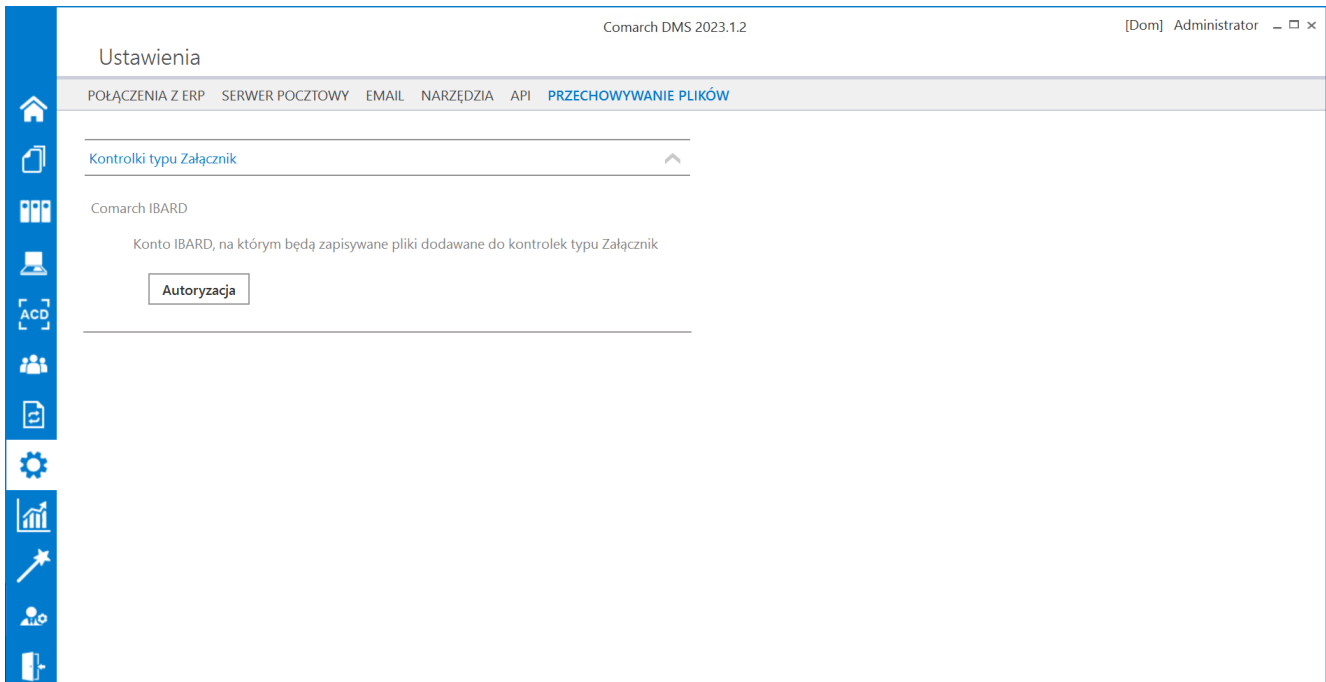 Comarch DMS 2023.1.2
[Dom] Administrator
Ustawienia
POŁĄCZENIA Z ERP SERWER POCZTOWY EMAIL NARZĘDZIA API PRZECHOWYWANIE PLIKÓW
Kontrolki typu Załącznik
Comarch IBARD
Konto IBARD, na którym będą zapisywane pliki dodawane do kontrolek typu Załącznik
Autoryzacja
ACD